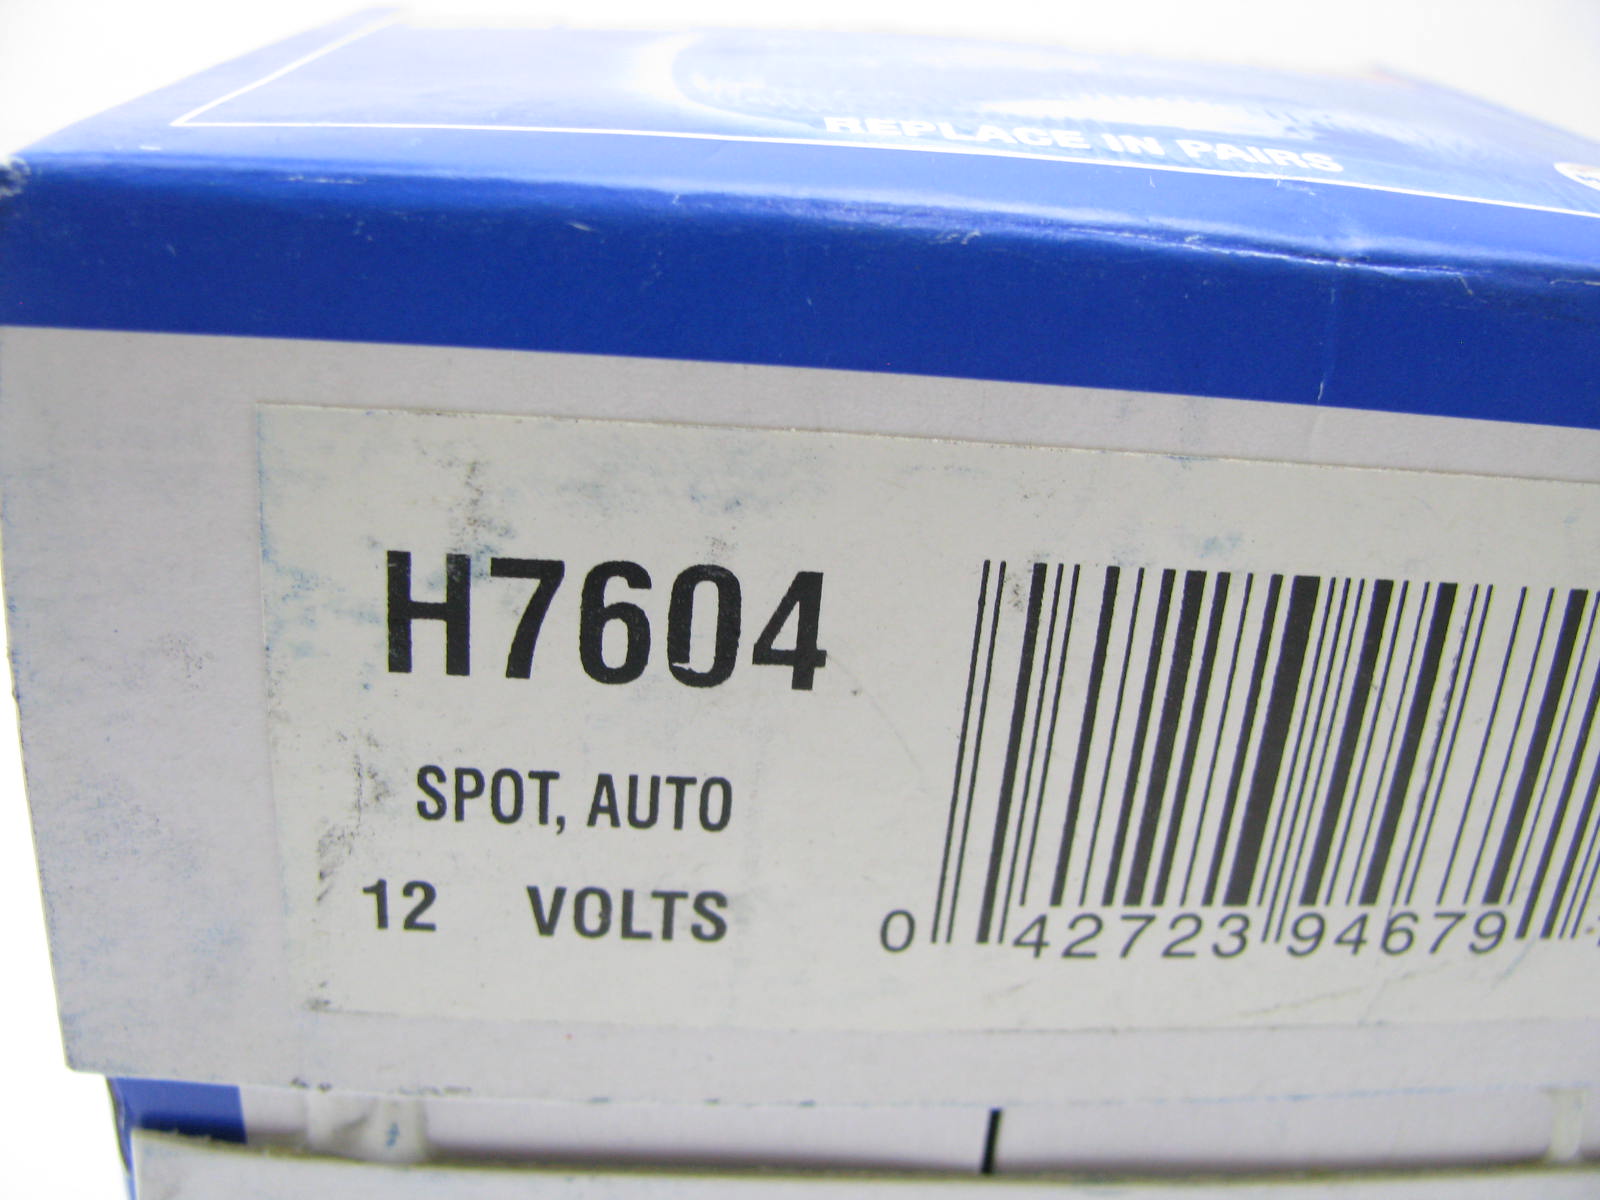 REPLACE IN PAIRS
H7604
SPOT, AUTO
12 VOLTS
0 42723 94679